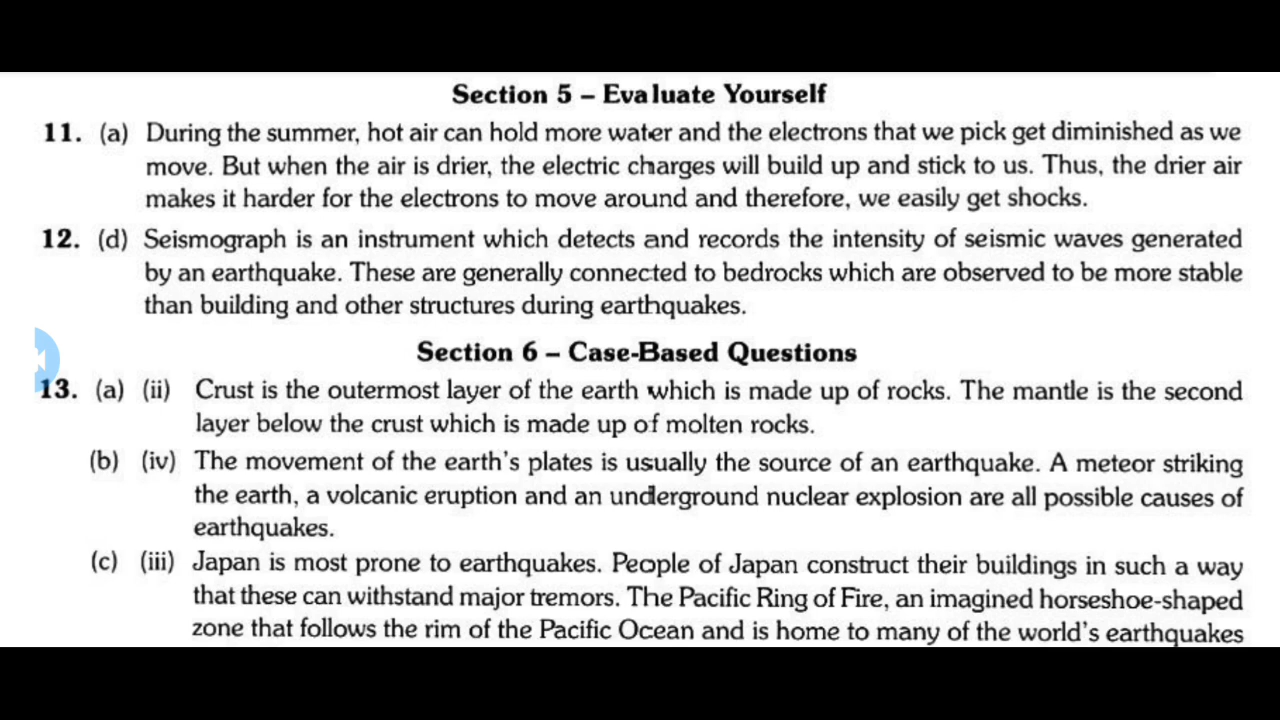 Section 5 – Evaluate Yourself
11. (a) During the summer, hot air can hold more water and the electrons that we pick get diminished as we
move. But when the air is drier, the electric charges will build up and stick to us. Thus, the drier air
makes it harder for the electrons to move around and therefore, we easily get shocks.
12. (d) Seismograph is an instrument which detects and records the intensity of seismic waves generated
by an earthquake. These are generally connected to bedrocks which are observed to be more stable
than building and other structures during earthquakes.
Section 6 – Case-Based Questions
13. (a) (ii) Crust is the outermost layer of the earth which is made up of rocks. The mantle is the second
layer below the crust which is made up of molten rocks.
(b) (iv) The movement of the earth's plates is usually the source of an earthquake. A meteor striking
the earth, a volcanic eruption and an underground nuclear explosion are all possible causes of
earthquakes.
(c) (iii) Japan is most prone to earthquakes. People of Japan construct their buildings in such a way
that these can withstand major tremors. The Pacific Ring of Fire, an imagined horseshoe-shaped
zone that follows the rim of the Pacific Ocean and is home to many of the world's earthquakes